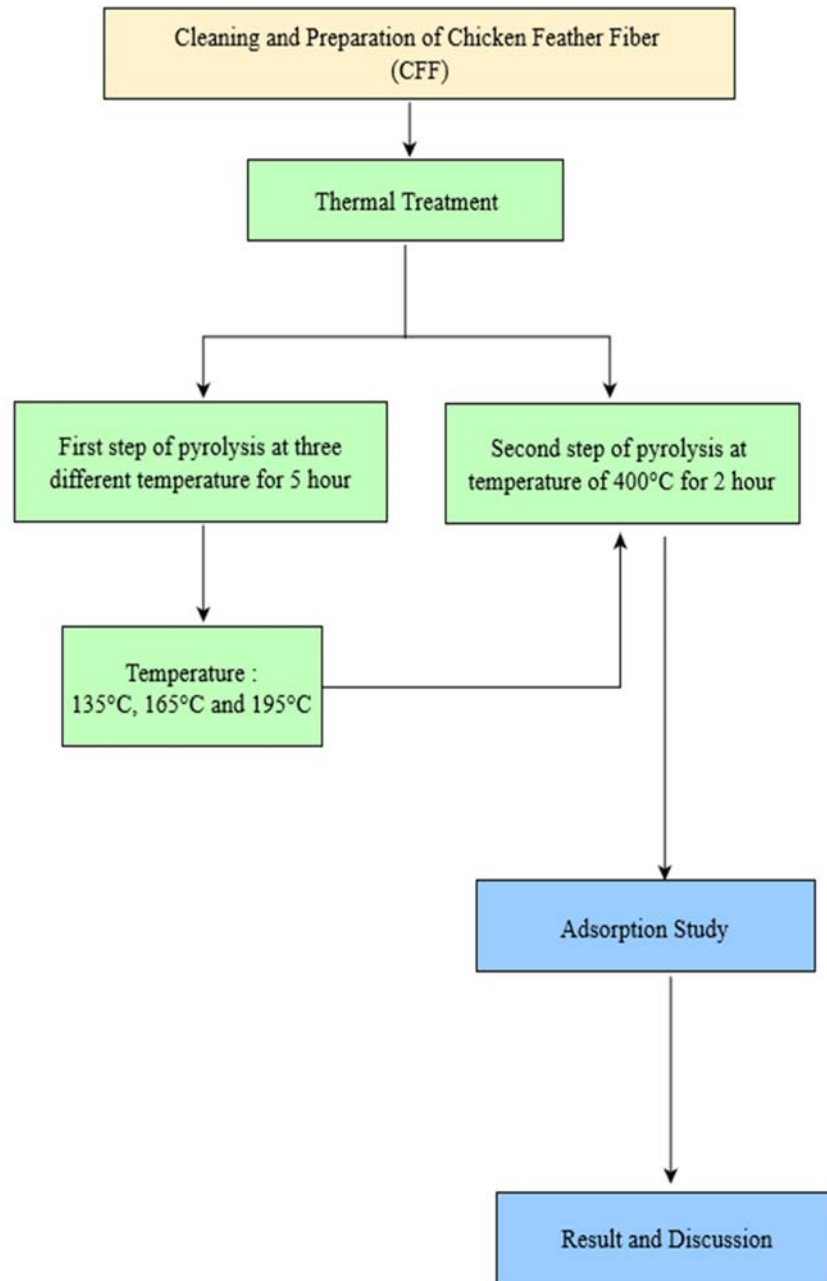 Cleaning and Preparation of Chicken Feather Fiber
(CFF)
Thermal Treatment
First step of pyrolysis at three
different temperature for 5 hour
Second step of pyrolysis at
temperature of 400°C for 2 hour
Temperature :
135°C, 165°C and 195°C
Adsorption Study
Result and Discussion